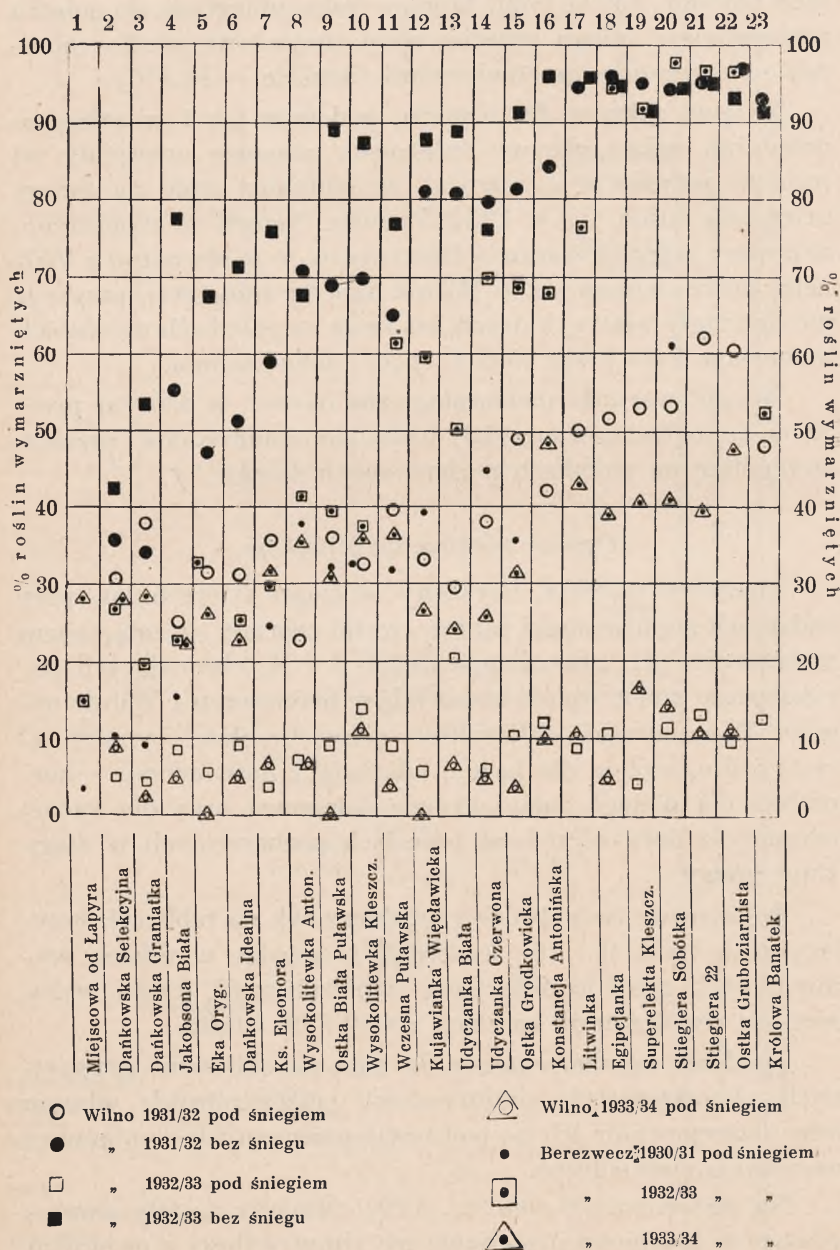 1 2 3 4 5 6 7 8 9 10 11 12 13 14 15 16 17 18 19 20 21 22 23
100 100
90 90
80 80
70 70
60 60
50 50
40 40
30 30
20 20
10 10
0 0
% roślin wymarzniętych
% roślin wymarzniętych
Miejscowa od Łapyra
Dańkowska Selekcyjna
Dańkowska Graniatka
Jakobsona Biała
Eka Oryg.
Dańkowska Idealna
Ks. Eleonora
Wysokolitewka Anton.
Ostka Biała Puławska
Wysokolitewka Kleszcz.
Wczesna Puławska
Kujawianka Więcławicka
Udyczanka Biała
Udyczanka Czerwona
Ostka Grodkowicka
Konstancja Antonińska
Litwinka
Egipcjanka
Superelekta Kleszcz.
Stieglera Sobótka
Stieglera 22
Ostka Gruboziarnista
Królowa Banatek
Wilno 1931/32 pod śniegiem
„ 1931/32 bez śniegu
„ 1932/33 pod śniegiem
„ 1932/33 bez śniegu
Wilno 1933/34 pod śniegiem
Berezwecz 1930/31 pod śniegiem
„ 1932/33 „ „
„ 1933/34 „ „